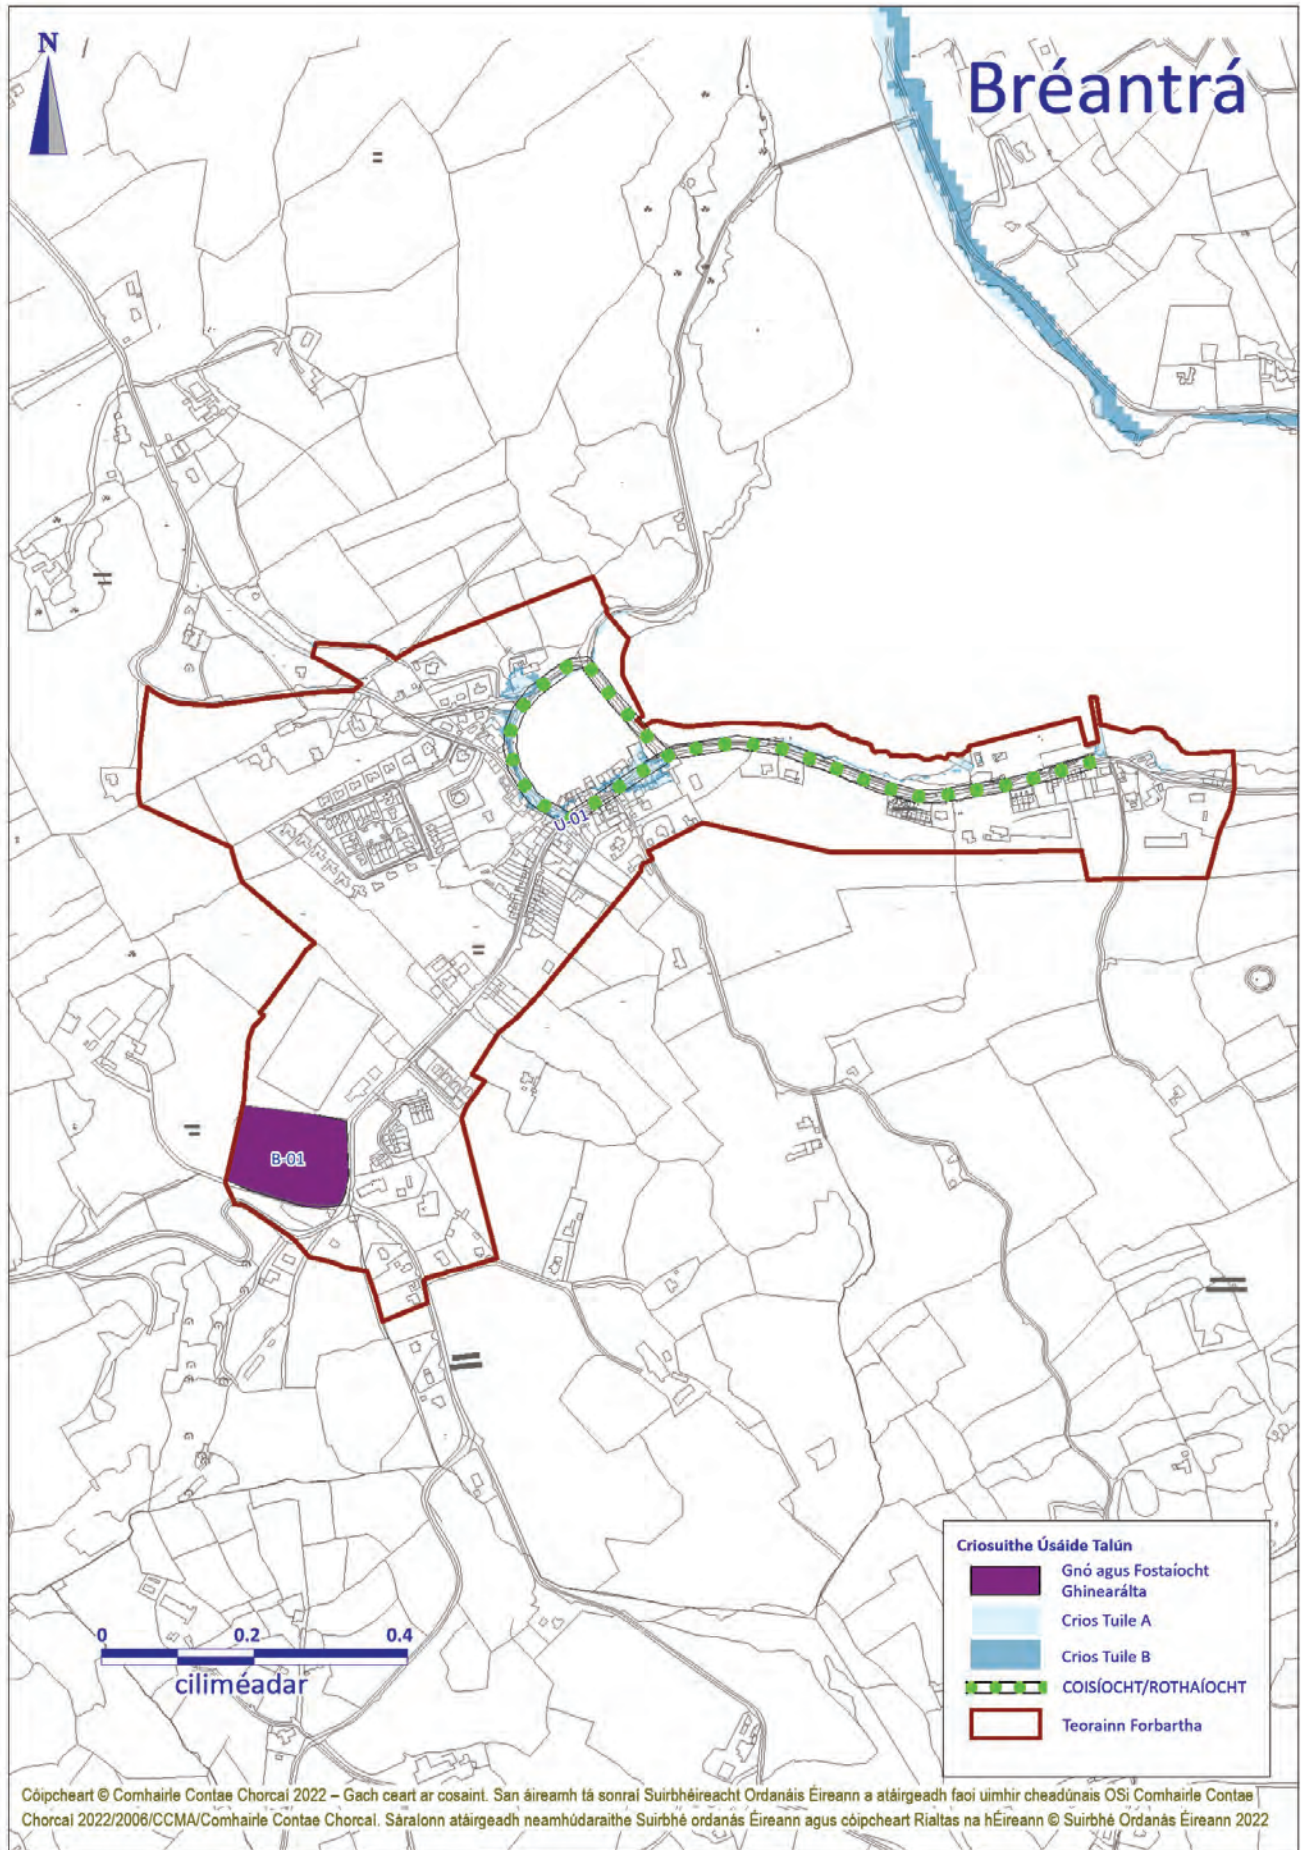 N
Bréantrá
U-01
B-01
Criosuithe Úsáide Talún
Gnó agus Fostaíocht
Ghinearálta
Crios Tuile A
Crios Tuile B
COISÍOCHT/ROTHAÍOCHT
Teorainn Forbartha
0 0.2 0.4
ciliméadar
Cóipcheart © Comhairle Contae Chorcaí 2022 – Gach ceart ar cosaint. San áireamh tá sonraí Suirbhéireacht Ordanáis Éireann a atáirgeadh faoi uimhir cheadúnais OSi Comhairle Contae
Chorcaí 2022/2006/CCMA/Comhairle Contae Chorcaí. Sáraíonn atáirgeadh neamhúdaraithe Suirbhé ordanás Éireann agus cóipcheart Rialtas na hÉireann © Suirbhé Ordanás Éireann 2022